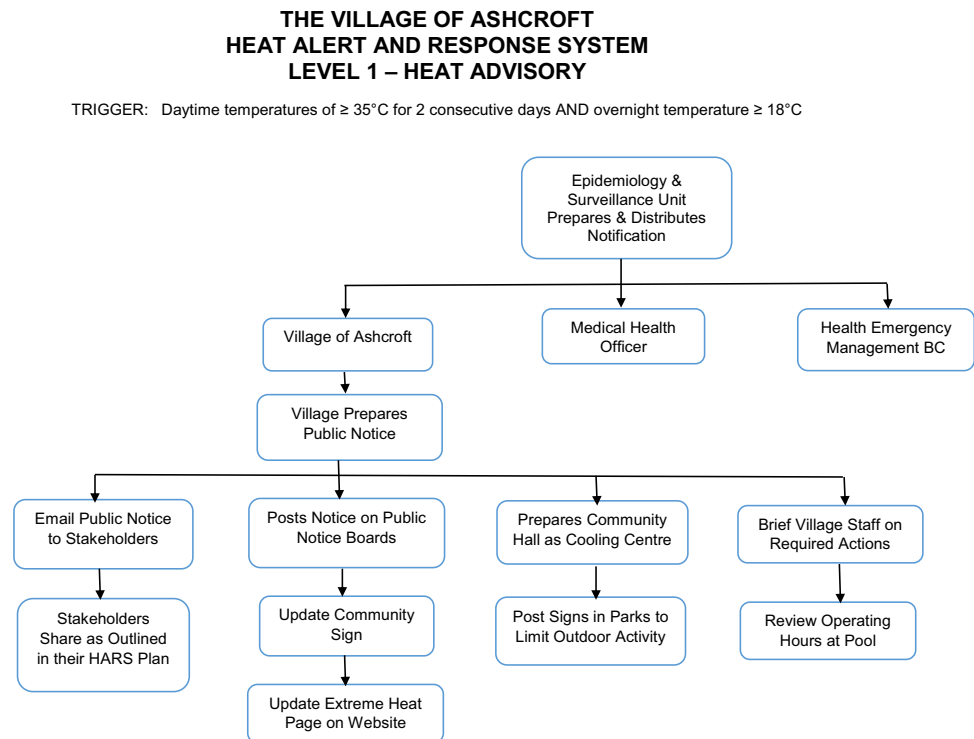 THE VILLAGE OF ASHCROFT
HEAT ALERT AND RESPONSE SYSTEM
LEVEL 1 – HEAT ADVISORY
TRIGGER: Daytime temperatures of ≥ 35°C for 2 consecutive days AND overnight temperature ≥ 18°C
Epidemiology &
Surveillance Unit
Prepares & Distributes
Notification
Village of Ashcroft
Medical Health
Officer
Health Emergency
Management BC
Village Prepares
Public Notice
Email Public Notice
to Stakeholders
Posts Notice on Public
Notice Boards
Prepares Community
Hall as Cooling Centre
Brief Village Staff on
Required Actions
Stakeholders
Share as Outlined
in their HARS Plan
Update Community
Sign
Post Signs in Parks to
Limit Outdoor Activity
Review Operating
Hours at Pool
Update Extreme Heat
Page on Website